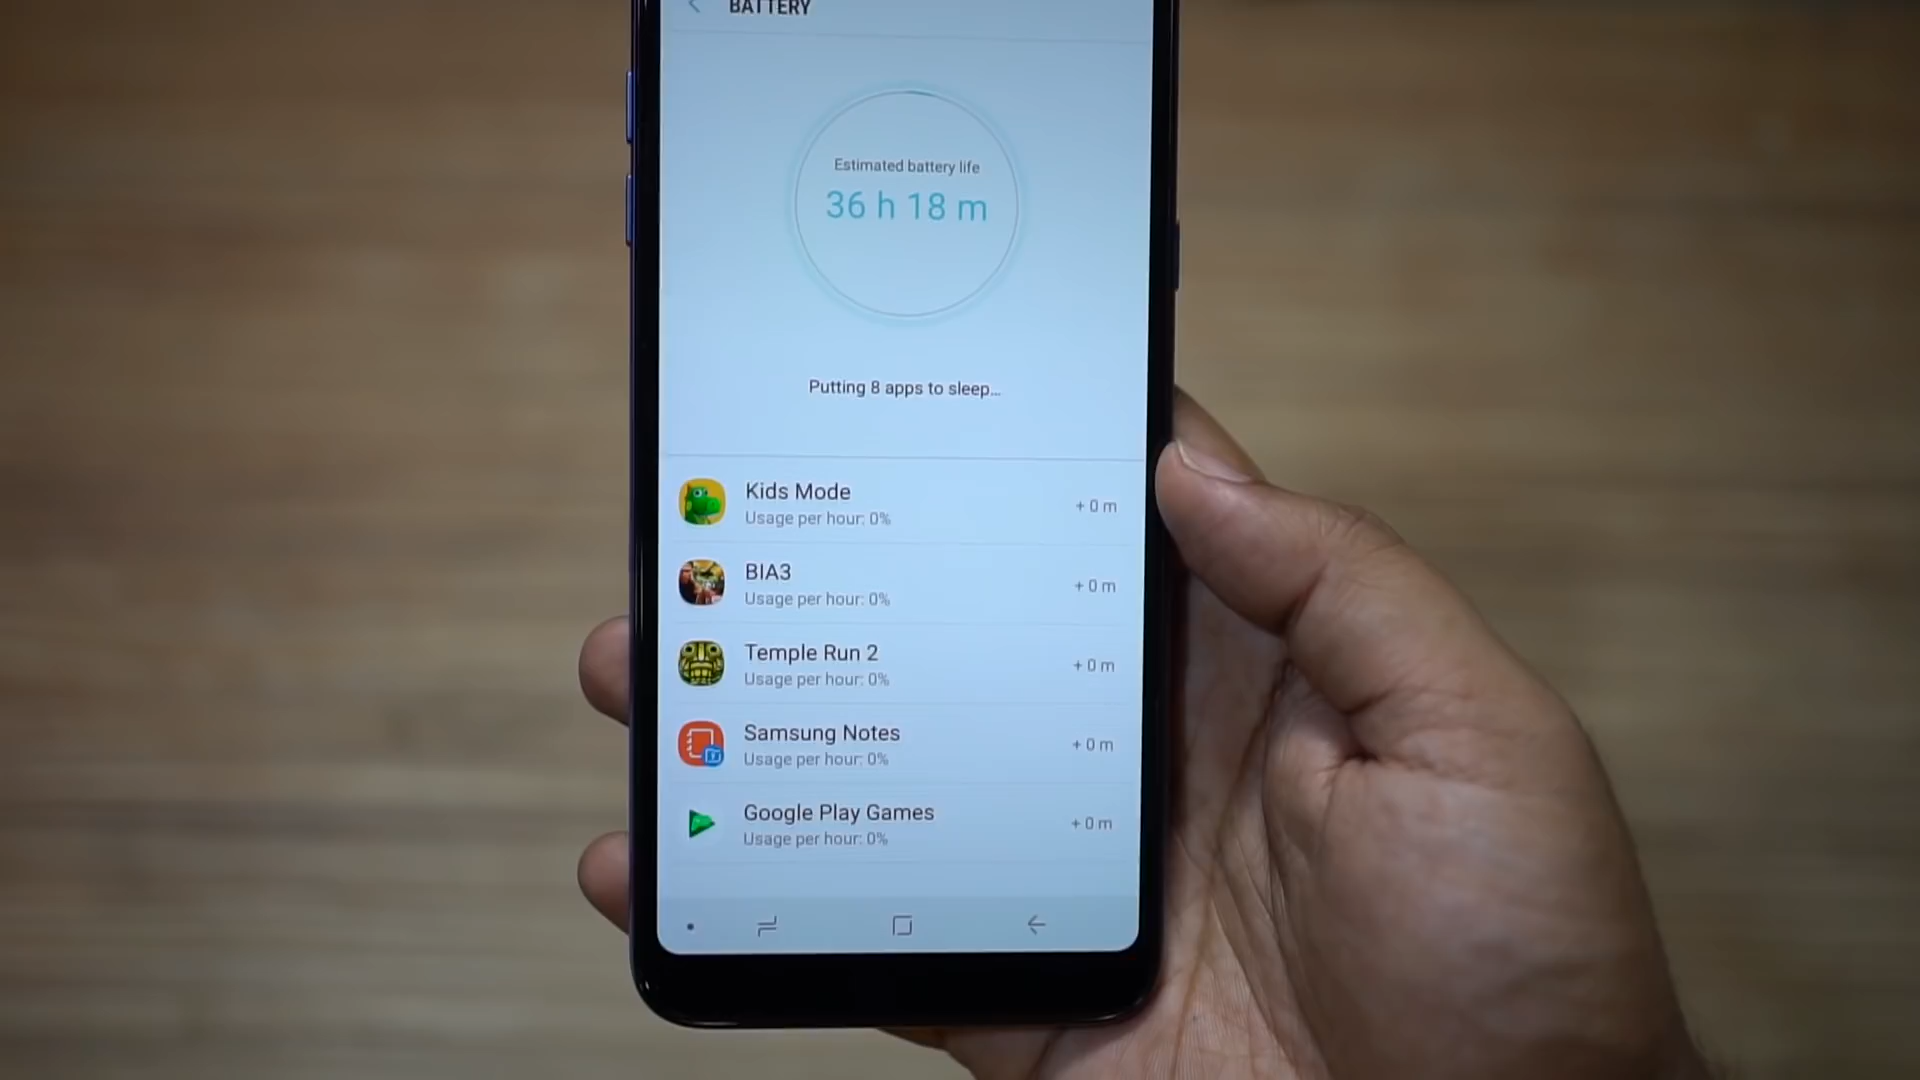 BATTERY
Estimated battery life
36 h 18 m
Putting 8 apps to sleep...
Kids Mode
Usage per hour: 0%
+ 0 m
BIA3
Usage per hour: 0%
+ 0 m
Temple Run 2
Usage per hour: 0%
+ 0 m
Samsung Notes
Usage per hour: 0%
+ 0 m
Google Play Games
Usage per hour: 0%
+ 0 m